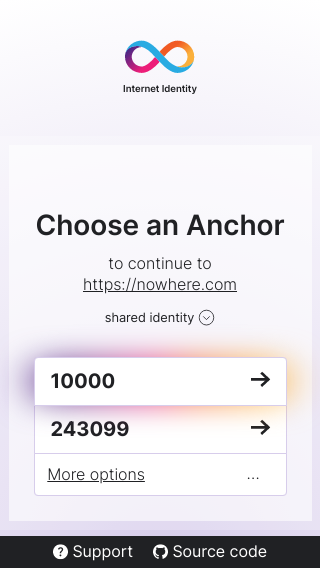 Internet Identity
Choose an Anchor
to continue to
https://nowhere.com
shared identity
10000
243099
More options
...
Support
Source code